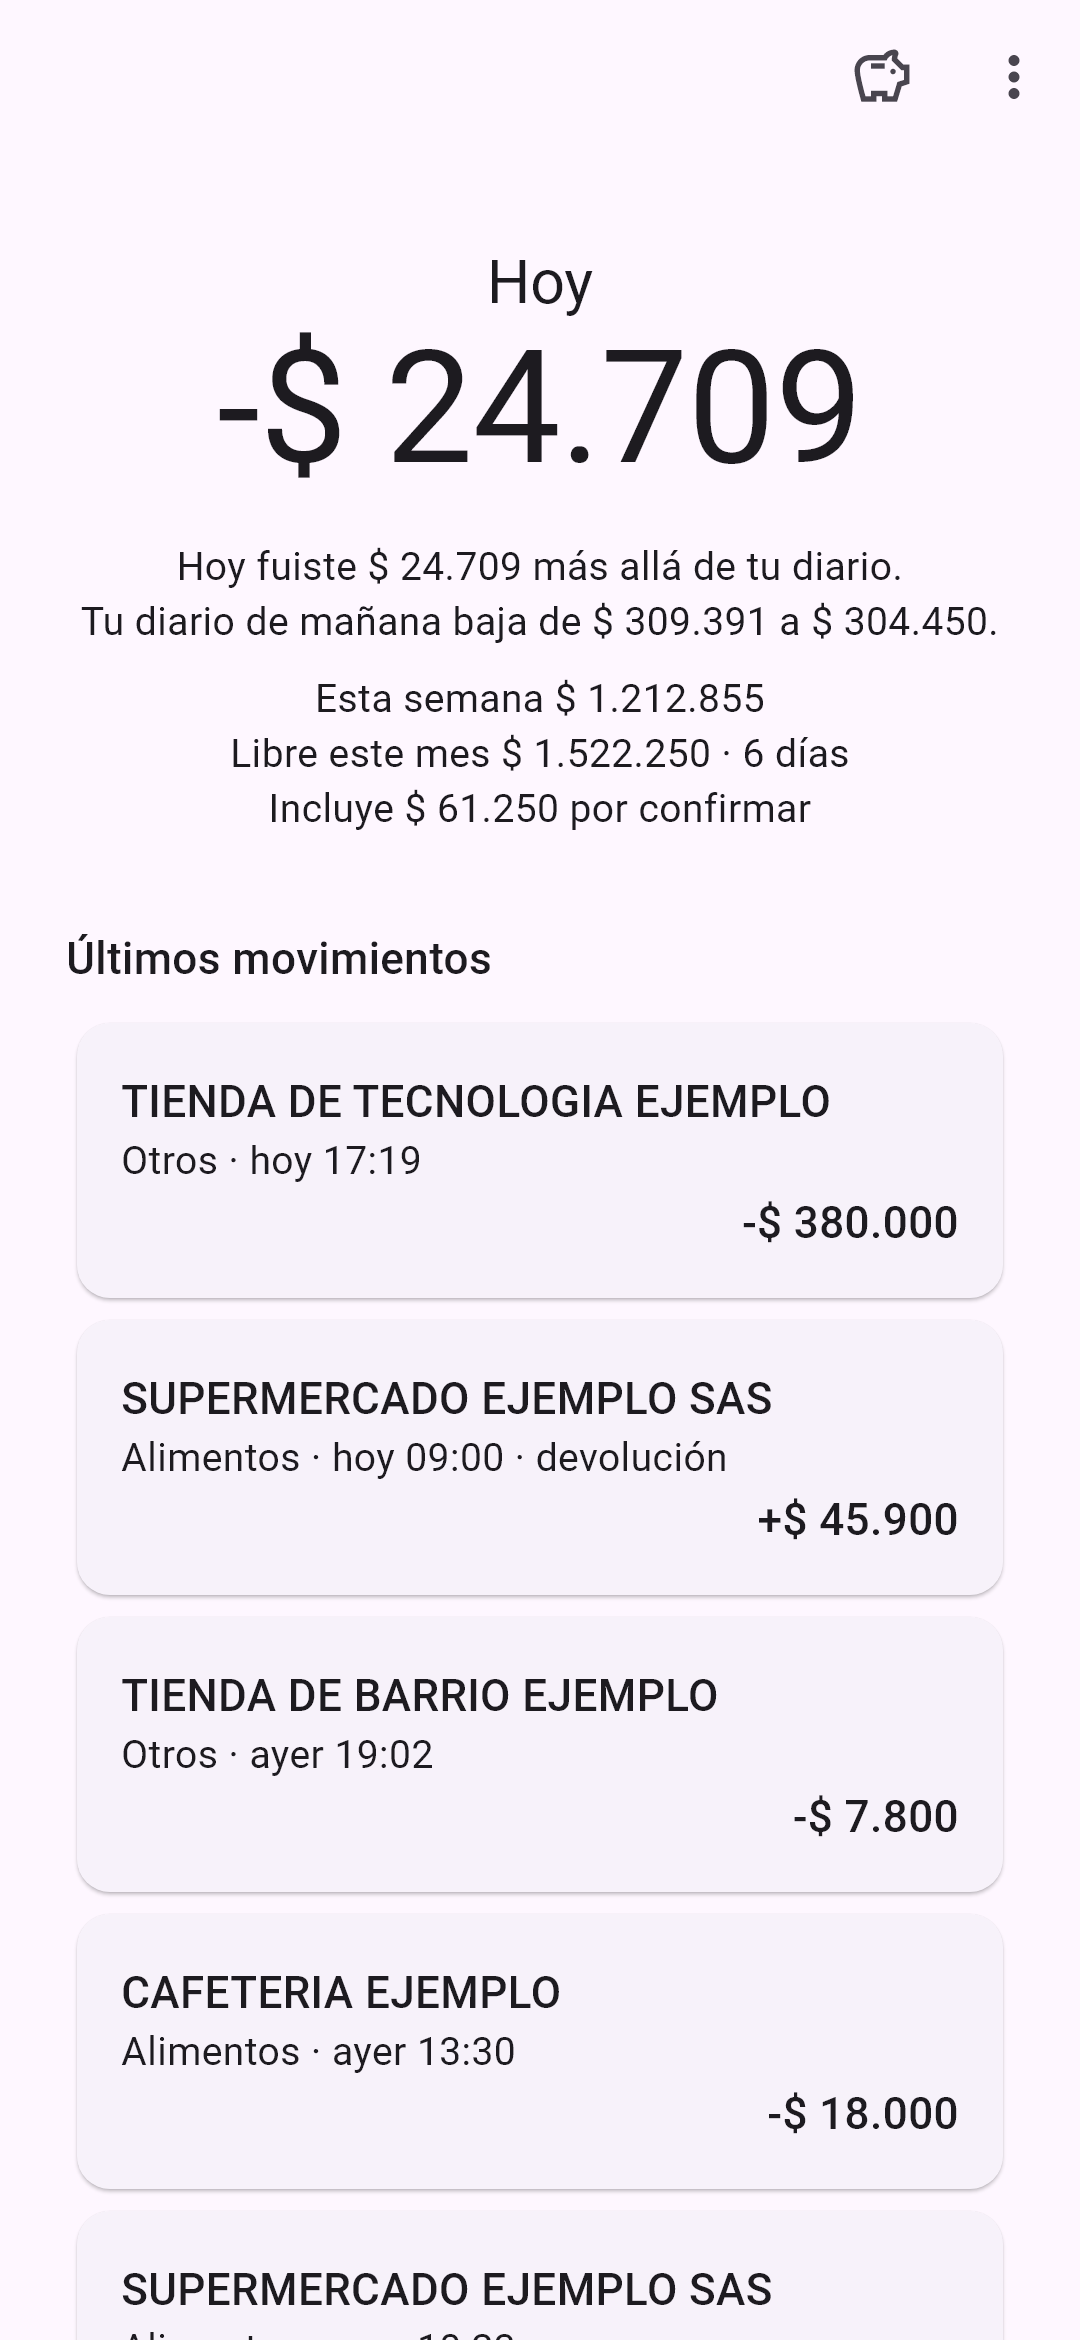 Hoy
-$ 24.709
Hoy fuiste $ 24.709 más allá de tu diario.
Tu diario de mañana baja de $ 309.391 a $ 304.450.
Esta semana $ 1.212.855
Libre este mes $ 1.522.250 · 6 días
Incluye $ 61.250 por confirmar
Últimos movimientos
TIENDA DE TECNOLOGIA EJEMPLO
Otros · hoy 17:19
-$ 380.000
SUPERMERCADO EJEMPLO SAS
Alimentos · hoy 09:00 · devolución
+$ 45.900
TIENDA DE BARRIO EJEMPLO
Otros · ayer 19:02
-$ 7.800
CAFETERIA EJEMPLO
Alimentos · ayer 13:30
-$ 18.000
SUPERMERCADO EJEMPLO SAS